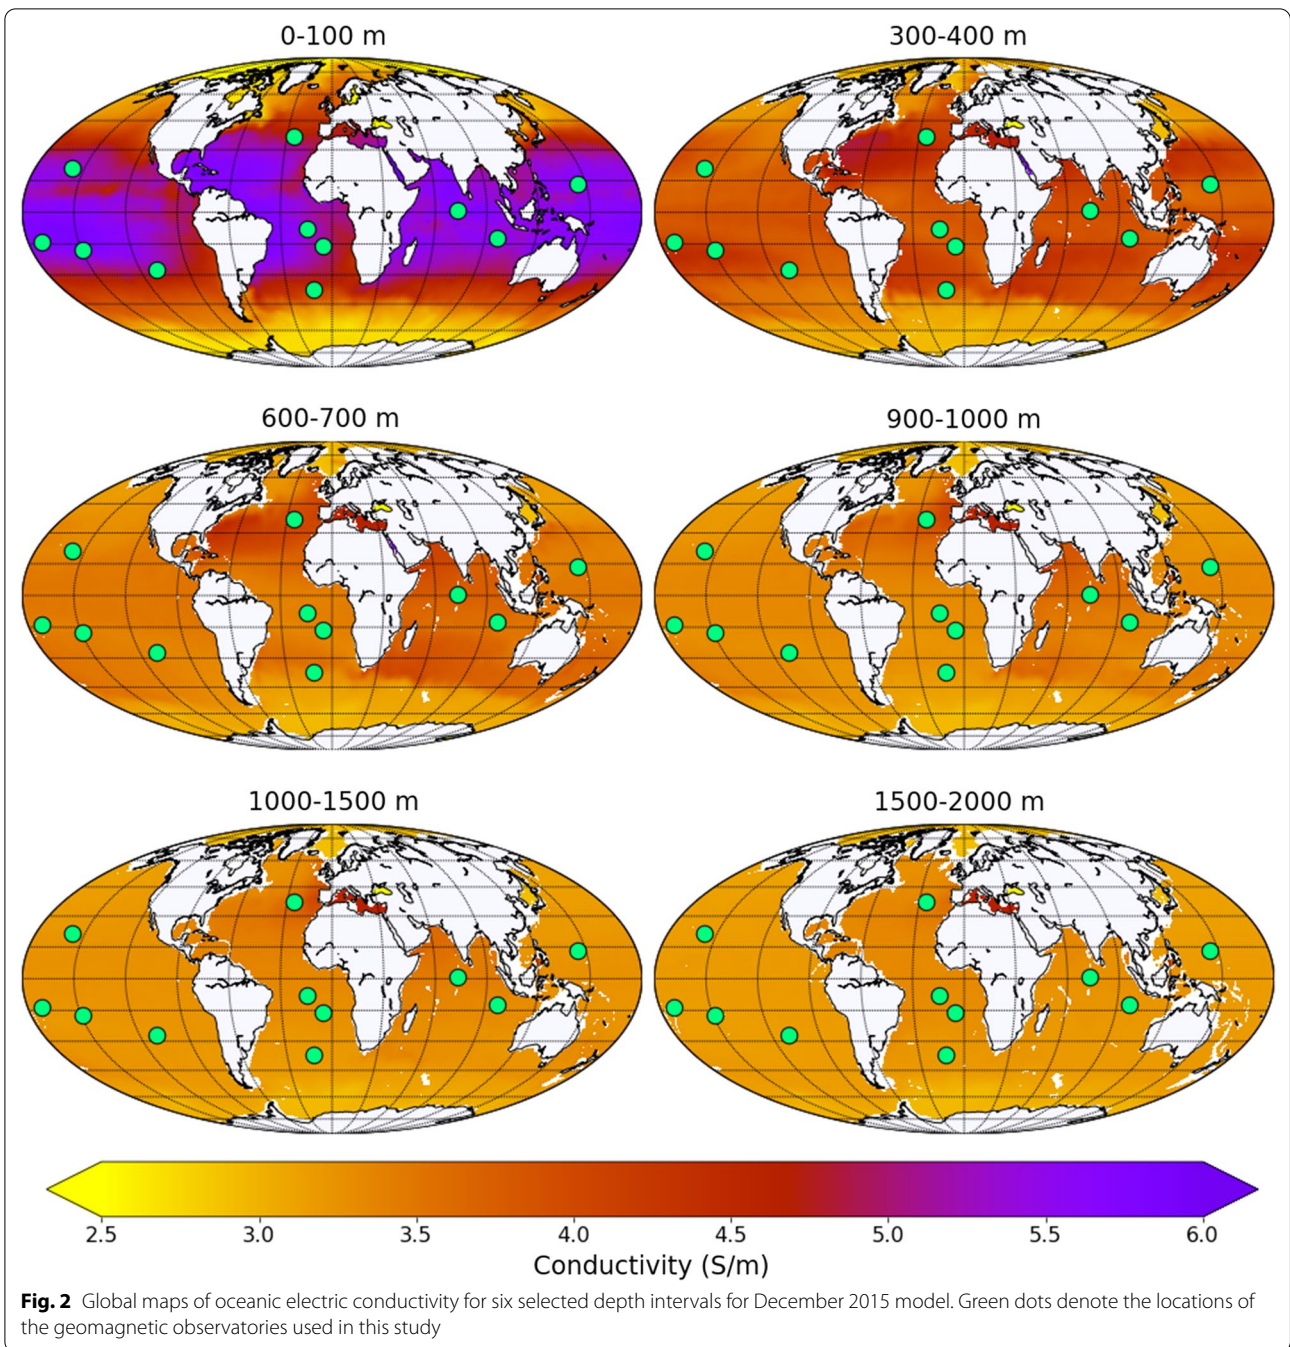 0-100 m
300-400 m
600-700 m
900-1000 m
1000-1500 m
1500-2000 m
2.5 3.0 3.5 4.0 4.5 5.0 5.5 6.0
Conductivity (S/m)
Fig. 2 Global maps of oceanic electric conductivity for six selected depth intervals for December 2015 model. Green dots denote the locations of
the geomagnetic observatories used in this study